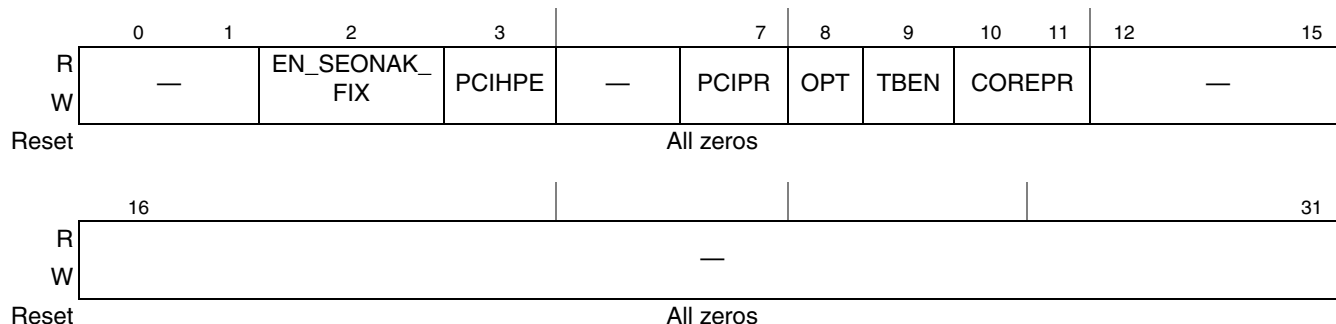 0 1 2 3 7 8 9 10 11 12 15
R W — EN_SEONAK_ FIX PCIHPE — PCIPR OPT TBEN COREPR —
Reset All zeros
16 31
R W —
Reset All zeros